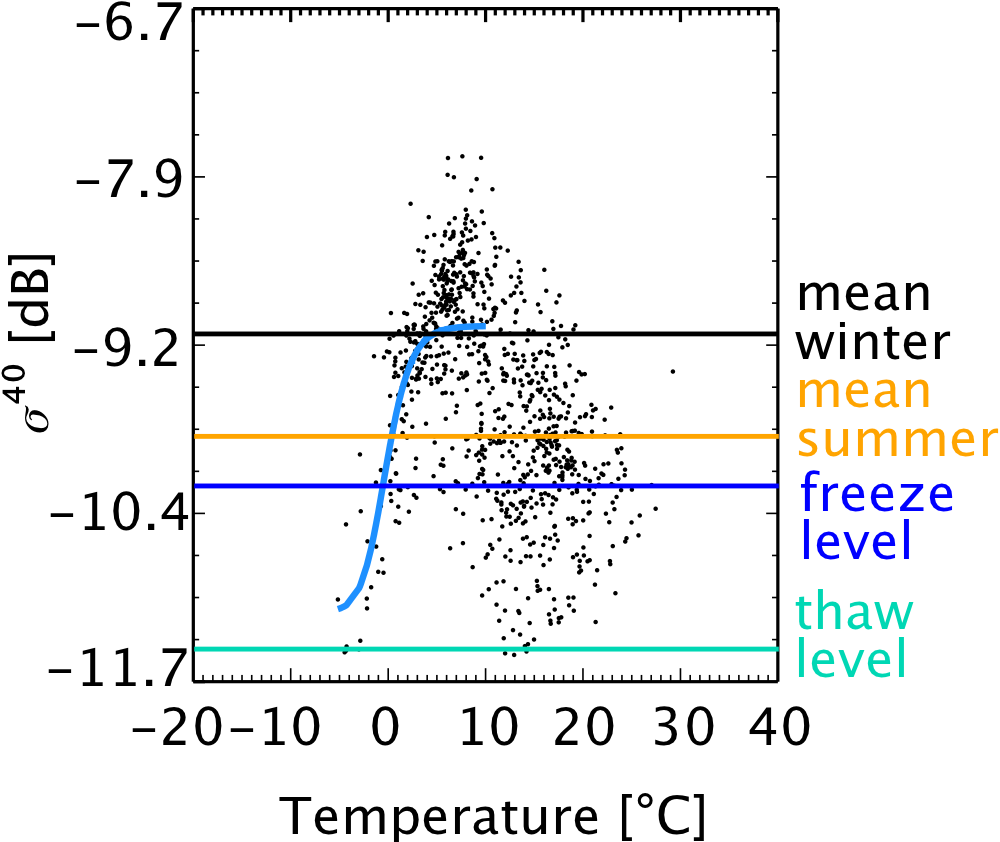 −6.7
−7.9
−9.2
−10.4
−11.7
σ⁴⁰ [dB]
mean
winter
mean
summer
freeze
level
thaw
level
−20 −10 0 10 20 30 40
Temperature [°C]